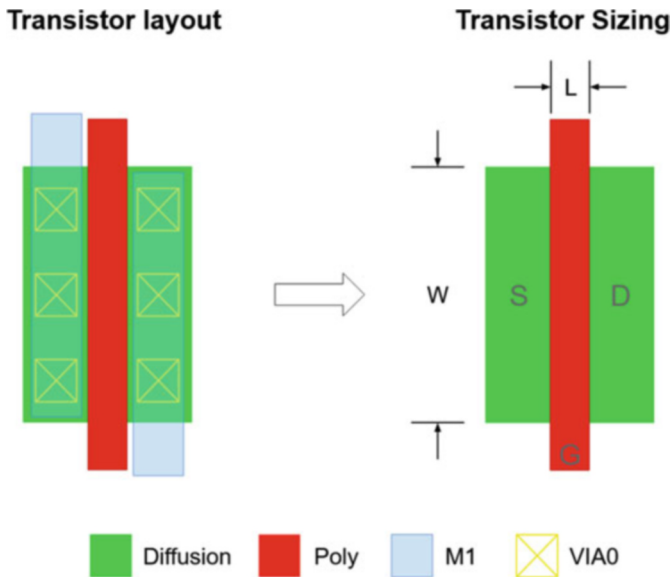 Transistor layout
Transistor Sizing
L
W
S
D
G
Diffusion
Poly
M1
VIA0